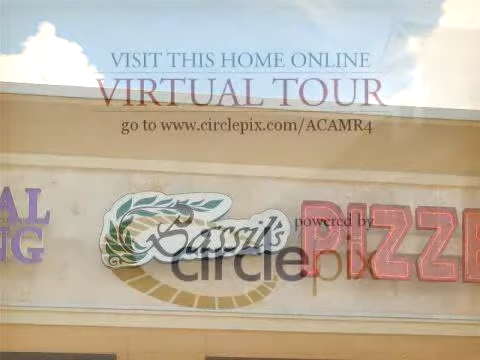 VISIT THIS HOME ONLINE
VIRTUAL TOUR
go to www.circlepix.com/ACAMR4
AL
NG
Bassil's
PIZZE
powered by
circlepix